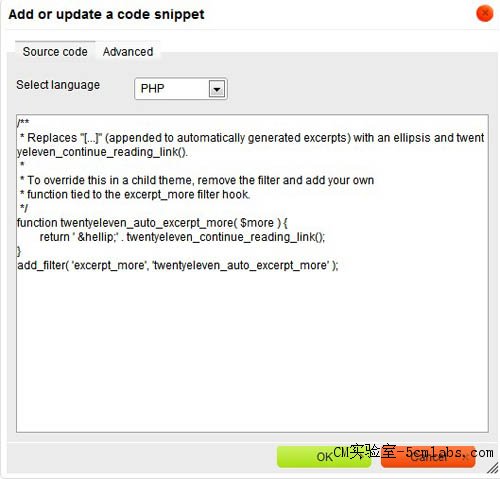 Add or update a code snippet
Source code Advanced
Select language PHP
/**
* Replaces "[...]" (appended to automatically generated excerpts) with an ellipsis and twent
yeleven_continue_reading_link().
*
* To override this in a child theme, remove the filter and add your own
* function tied to the excerpt_more filter hook.
*/
function twentyeleven_auto_excerpt_more( $more ) {
return ' &hellip;' . twentyeleven_continue_reading_link();
}
add_filter( 'excerpt_more', 'twentyeleven_auto_excerpt_more' );
OK Cancel
CM实验室-5cmlabs.com